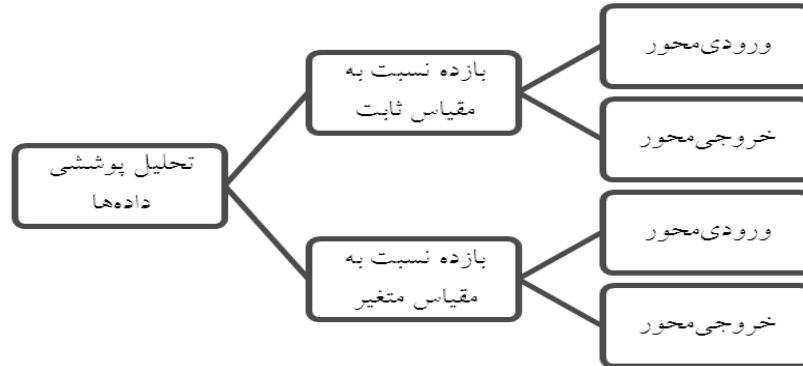 تحلیل پوششی
داده‌ها
بازده نسبت به
مقیاس ثابت
ورودی‌محور
خروجی‌محور
بازده نسبت به
مقیاس متغیر
ورودی‌محور
خروجی‌محور